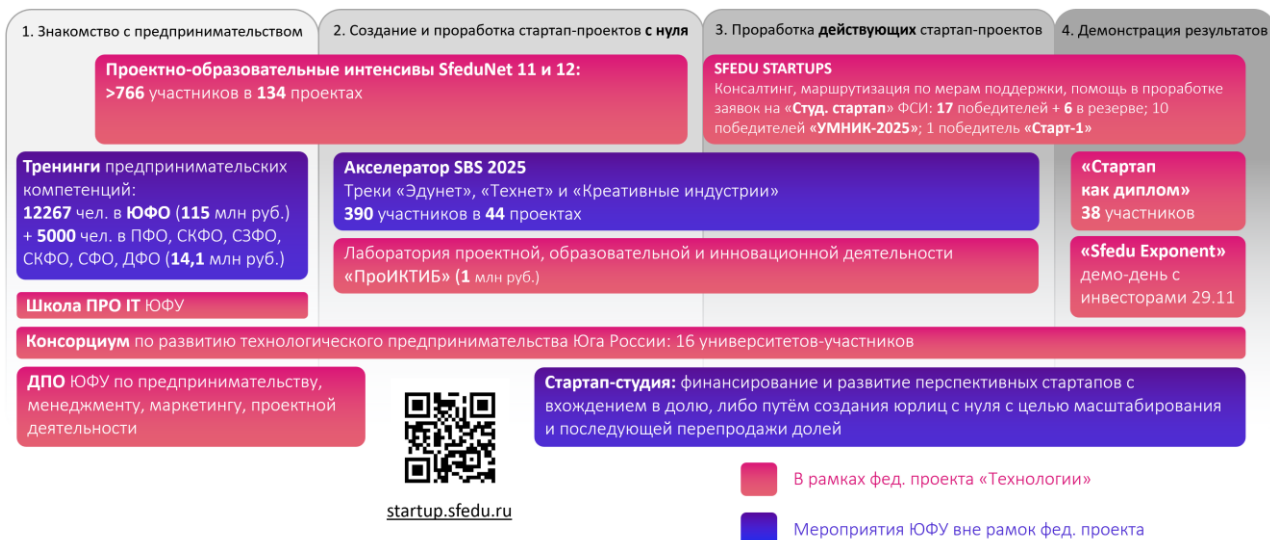 1. Знакомство с предпринимательством
2. Создание и проработка стартап-проектов с нуля
3. Проработка действующих стартап-проектов
4. Демонстрация результатов
Проектно-образовательные интенсивы SfeduNet 11 и 12:
>766 участников в 134 проектах
SFEDU STARTUPS
Консалтинг, маршрутизация по мерам поддержки, помощь в проработке
заявок на «Студ. стартап» ФСИ: 17 победителей + 6 в резерве; 10
победителей «УМНИК-2025»; 1 победитель «Старт-1»
Тренинги предпринимательских
компетенций:
12267 чел. в ЮФО (115 млн руб.)
+ 5000 чел. в ПФО, СКФО, СЗФО,
СКФО, СФО, ДФО (14,1 млн руб.)
Акселератор SBS 2025
Треки «Эдунет», «Технет» и «Креативные индустрии»
390 участников в 44 проектах
«Стартап
как диплом»
38 участников
Лаборатория проектной, образовательной и инновационной деятельности
«ПроИКТИБ» (1 млн руб.)
«Sfedu Exponent»
демо-день с
инвесторами 29.11
Школа ПРО IT ЮФУ
Консорциум по развитию технологического предпринимательства Юга России: 16 университетов-участников
ДПО ЮФУ по предпринимательству,
менеджменту, маркетингу, проектной
деятельности
startup.sfedu.ru
Стартап-студия: финансирование и развитие перспективных стартапов с
вхождением в долю, либо путём создания юрлиц с нуля с целью масштабирования
и последующей перепродажи долей
В рамках фед. проекта «Технологии»
Мероприятия ЮФУ вне рамок фед. проекта